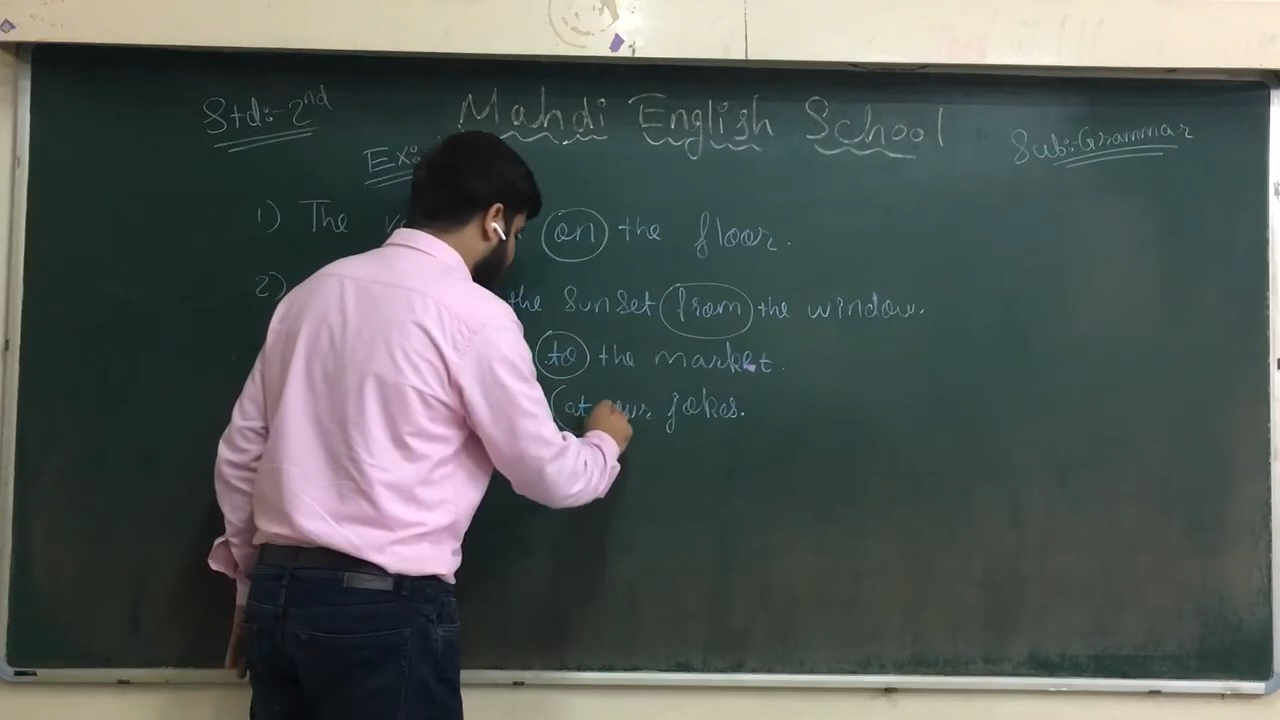 Std:- 2nd
Mahdi English School
Sub:- Grammar
Ex:
1) The on the floor.
2) the sunset from the window.
to the market.
at jokes.